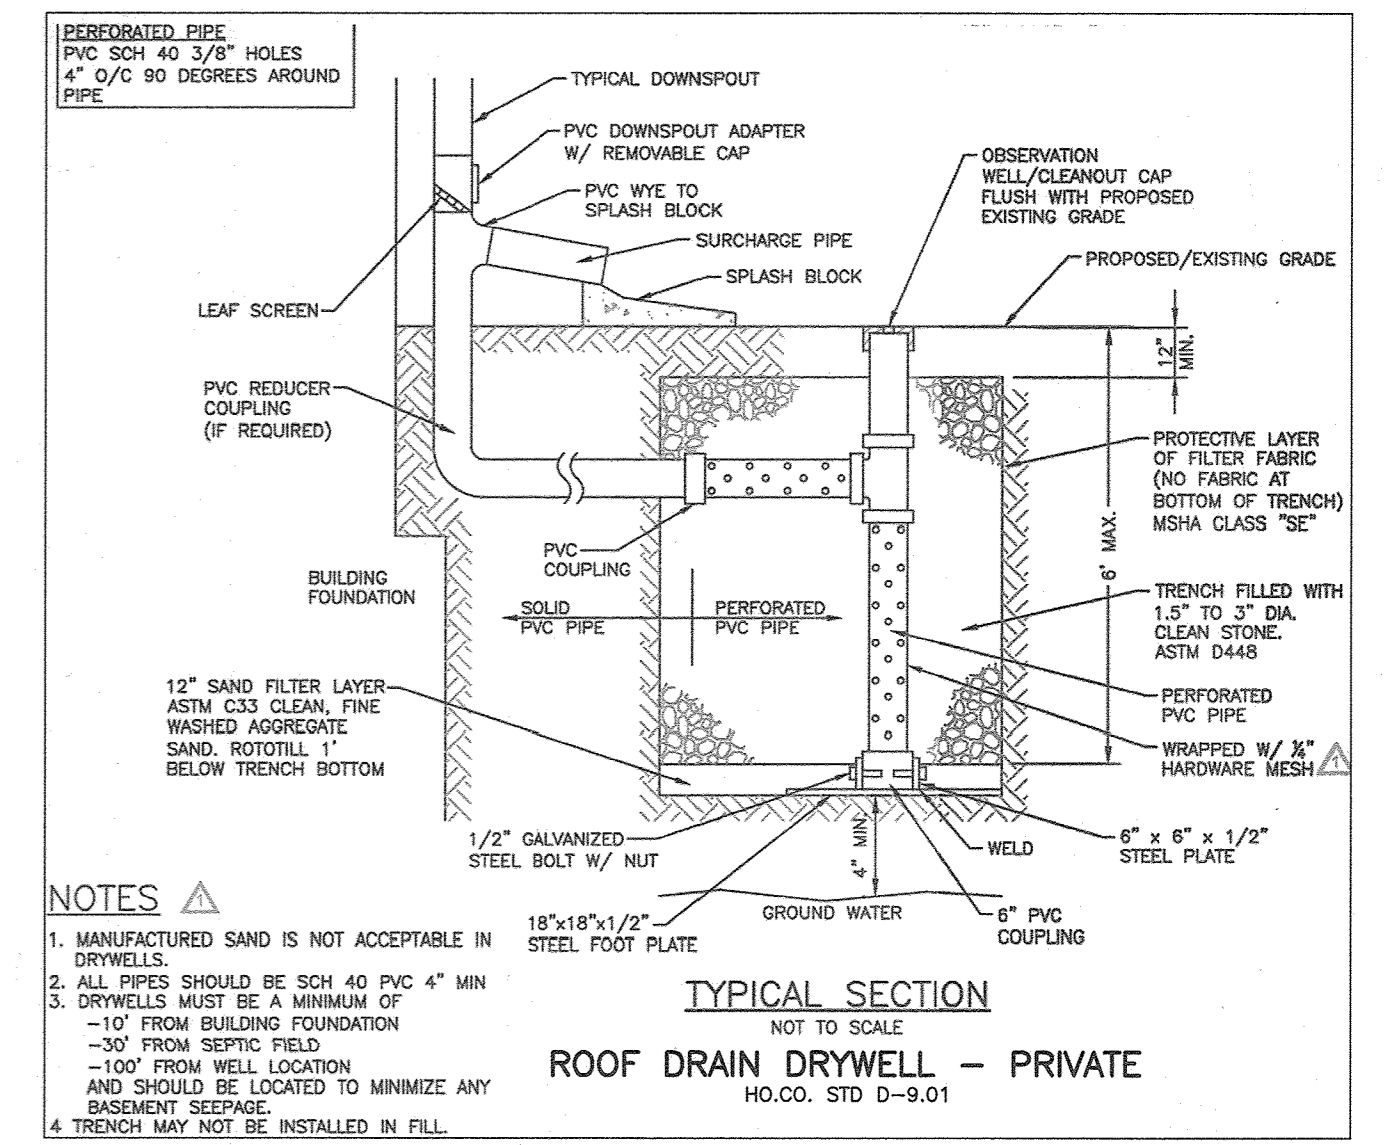 PERFORATED PIPE
PVC SCH 40 3/8" HOLES
4" O/C 90 DEGREES AROUND
PIPE
TYPICAL DOWNSPOUT
PVC DOWNSPOUT ADAPTER
W/ REMOVABLE CAP
PVC WYE TO
SPLASH BLOCK
SURCHARGE PIPE
SPLASH BLOCK
OBSERVATION
WELL/CLEANOUT CAP
FLUSH WITH PROPOSED
EXISTING GRADE
PROPOSED/EXISTING GRADE
LEAF SCREEN
12"
MIN.
PVC REDUCER
COUPLING
(IF REQUIRED)
PROTECTIVE LAYER
OF FILTER FABRIC
(NO FABRIC AT
BOTTOM OF TRENCH)
MSHA CLASS "SE"
6' MAX.
PVC
COUPLING
BUILDING
FOUNDATION
SOLID
PVC PIPE
PERFORATED
PVC PIPE
TRENCH FILLED WITH
1.5" TO 3" DIA.
CLEAN STONE.
ASTM D448
12" SAND FILTER LAYER
ASTM C33 CLEAN, FINE
WASHED AGGREGATE
SAND. ROTOTILL 1'
BELOW TRENCH BOTTOM
PERFORATED
PVC PIPE
WRAPPED W/ ¼"
HARDWARE MESH
1
1/2" GALVANIZED
STEEL BOLT W/ NUT
4" MIN.
WELD
6" x 6" x 1/2"
STEEL PLATE
GROUND WATER
18"x18"x1/2"
STEEL FOOT PLATE
6" PVC
COUPLING
NOTES
1
1. MANUFACTURED SAND IS NOT ACCEPTABLE IN
DRYWELLS.
2. ALL PIPES SHOULD BE SCH 40 PVC 4" MIN
3. DRYWELLS MUST BE A MINIMUM OF
-10' FROM BUILDING FOUNDATION
-30' FROM SEPTIC FIELD
-100' FROM WELL LOCATION
AND SHOULD BE LOCATED TO MINIMIZE ANY
BASEMENT SEEPAGE.
4 TRENCH MAY NOT BE INSTALLED IN FILL.
TYPICAL SECTION
NOT TO SCALE
ROOF DRAIN DRYWELL - PRIVATE
HO.CO. STD D-9.01